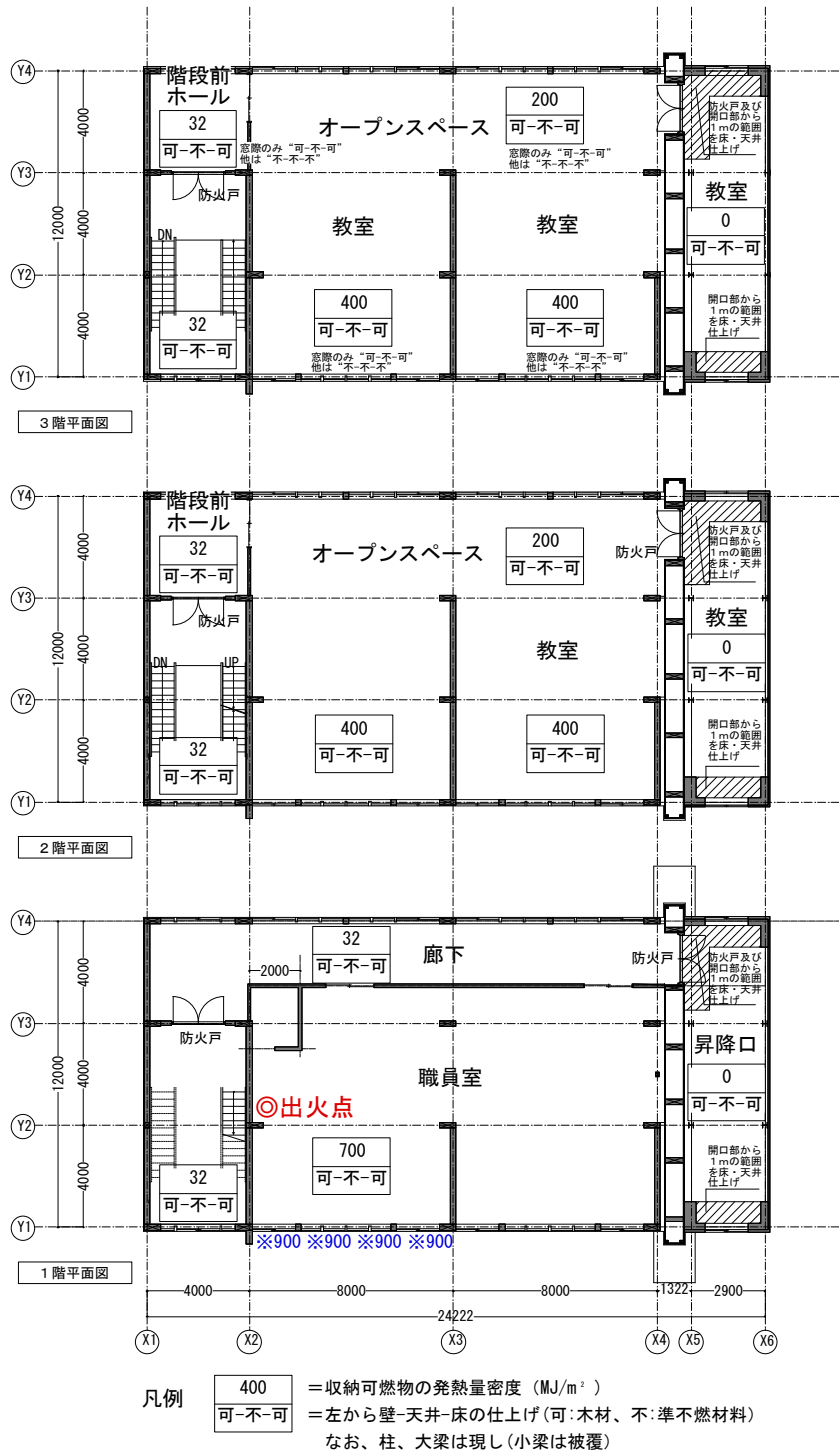 Y4
階段前
ホール
32
可-不-可
窓際のみ “可-不-可”
他は “不-不-不”
オープンスペース
200
可-不-可
窓際のみ “可-不-可”
他は “不-不-不”
防火戸及び
開口部から
1mの範囲
を床・天井
仕上げ
4000
Y3
防火戸
教室
教室
教室
0
可-不-可
12000
4000
DN
Y2
32
可-不-可
400
可-不-可
窓際のみ “可-不-可”
他は “不-不-不”
400
可-不-可
窓際のみ “可-不-可”
他は “不-不-不”
開口部から
1mの範囲
を床・天井
仕上げ
4000
Y1
3階平面図
Y4
階段前
ホール
32
可-不-可
オープンスペース
200
可-不-可
防火戸
防火戸及び
開口部から
1mの範囲
を床・天井
仕上げ
4000
Y3
防火戸
教室
教室
0
可-不-可
12000
4000
DN
UP
Y2
32
可-不-可
400
可-不-可
400
可-不-可
開口部から
1mの範囲
を床・天井
仕上げ
4000
Y1
2階平面図
Y4
32
可-不-可
廊下
防火戸
防火戸及び
開口部から
1mの範囲
を床・天井
仕上げ
4000
2000
Y3
防火戸
職員室
昇降口
0
可-不-可
12000
4000
◎出火点
Y2
32
可-不-可
700
可-不-可
開口部から
1mの範囲
を床・天井
仕上げ
4000
Y1
※900 ※900 ※900 ※900
1階平面図
4000 8000 8000 1322 2900
24222
X1 X2 X3 X4 X5 X6
凡例
400
可-不-可
=収納可燃物の発熱量密度 (MJ/m²)
=左から壁-天井-床の仕上げ(可:木材、不:準不燃材料)
なお、柱、大梁は現し(小梁は被覆)